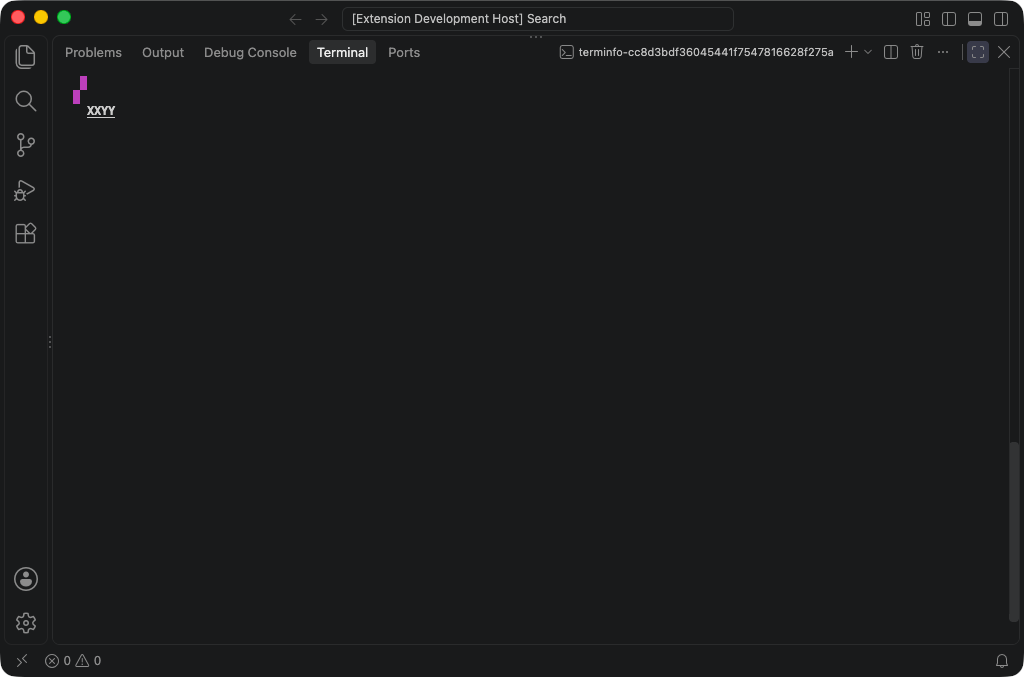 [Extension Development Host] Search
Problems Output Debug Console Terminal Ports terminfo-cc8d3bdf36045441f7547816628f275a
XXYY
0 0